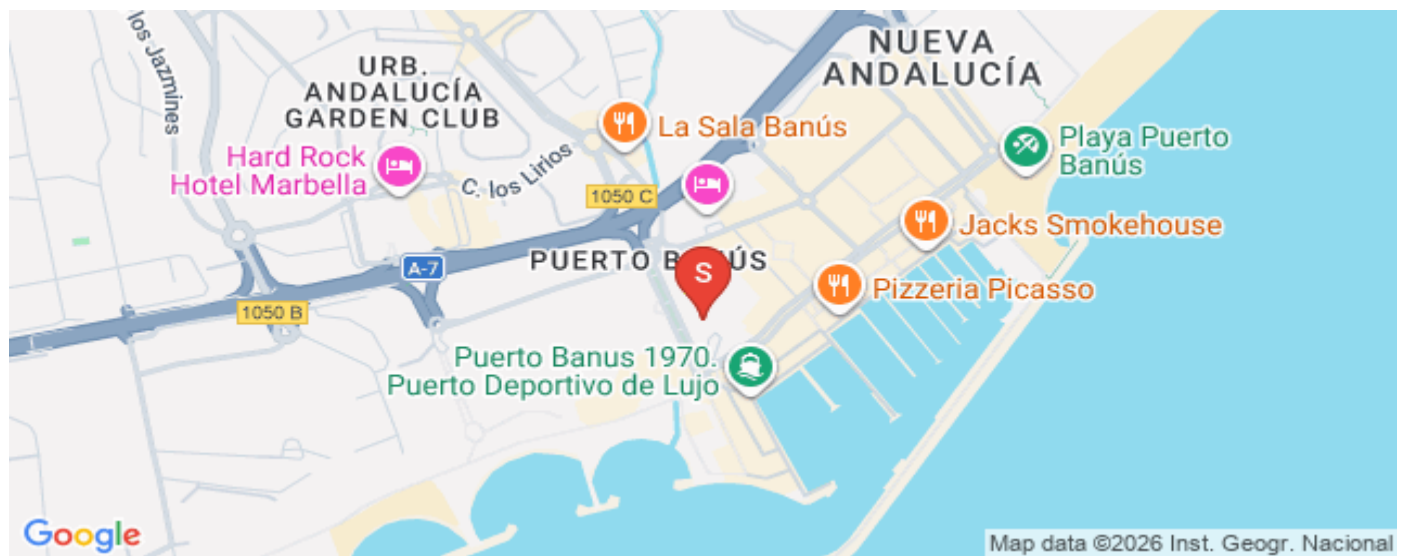 los Jazmines
URB.
ANDALUCÍA
GARDEN CLUB
NUEVA
ANDALUCÍA
La Sala Banús
Playa Puerto
Banús
Hard Rock
Hotel Marbella
C. los Lirios
1050 C
Jacks Smokehouse
PUERTO B ÚS
S
A-7
Pizzeria Picasso
1050 B
Puerto Banus 1970.
Puerto Deportivo de Lujo
Google
Map data ©2026 Inst. Geogr. Nacional